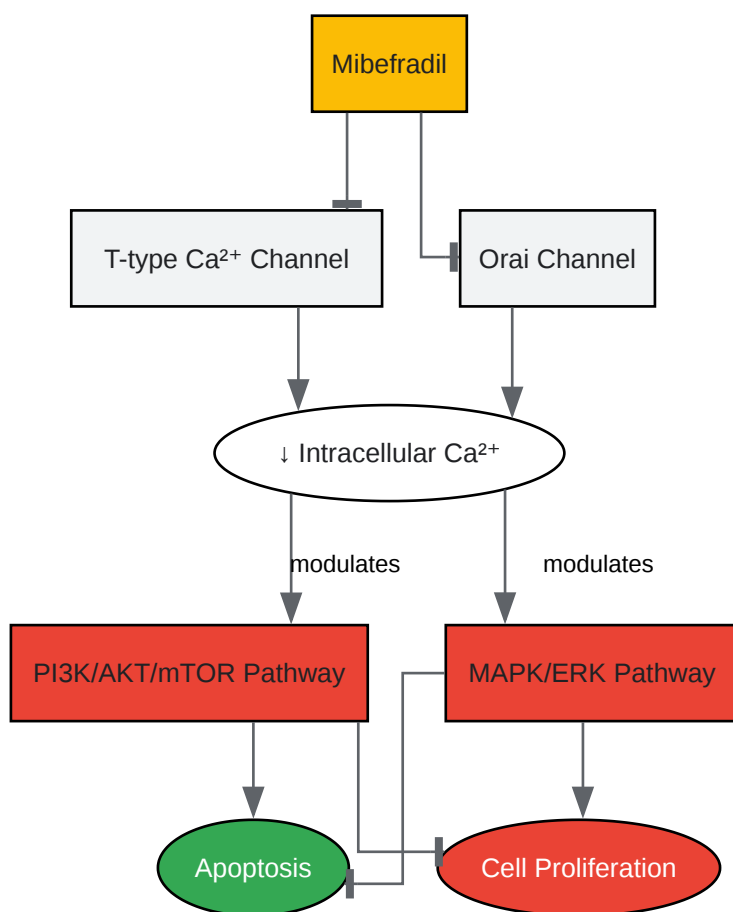 Mibefradil
T-type Ca²⁺ Channel
Orai Channel
↓ Intracellular Ca²⁺
modulates
modulates
PI3K/AKT/mTOR Pathway
MAPK/ERK Pathway
Apoptosis
Cell Proliferation